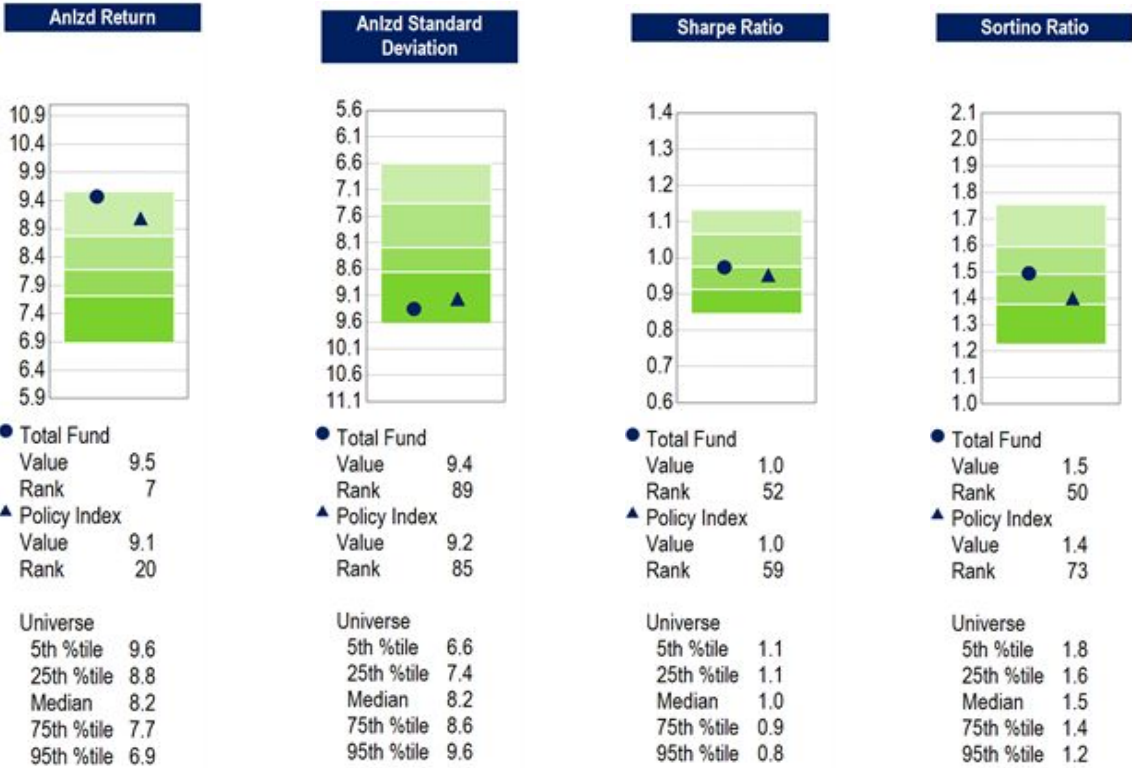 Anlzd Return
10.9
10.4
9.9
9.4
8.9
8.4
7.9
7.4
6.9
6.4
5.9
Total Fund
Value 9.5
Rank 7
Policy Index
Value 9.1
Rank 20
Universe
5th %tile 9.6
25th %tile 8.8
Median 8.2
75th %tile 7.7
95th %tile 6.9
Anlzd Standard
Deviation
5.6
6.1
6.6
7.1
7.6
8.1
8.6
9.1
9.6
10.1
10.6
11.1
Total Fund
Value 9.4
Rank 89
Policy Index
Value 9.2
Rank 85
Universe
5th %tile 6.6
25th %tile 7.4
Median 8.2
75th %tile 8.6
95th %tile 9.6
Sharpe Ratio
1.4
1.3
1.2
1.1
1.0
0.9
0.8
0.7
0.6
Total Fund
Value 1.0
Rank 52
Policy Index
Value 1.0
Rank 59
Universe
5th %tile 1.1
25th %tile 1.1
Median 1.0
75th %tile 0.9
95th %tile 0.8
Sortino Ratio
2.1
2.0
1.9
1.8
1.7
1.6
1.5
1.4
1.3
1.2
1.1
1.0
Total Fund
Value 1.5
Rank 50
Policy Index
Value 1.4
Rank 73
Universe
5th %tile 1.8
25th %tile 1.6
Median 1.5
75th %tile 1.4
95th %tile 1.2